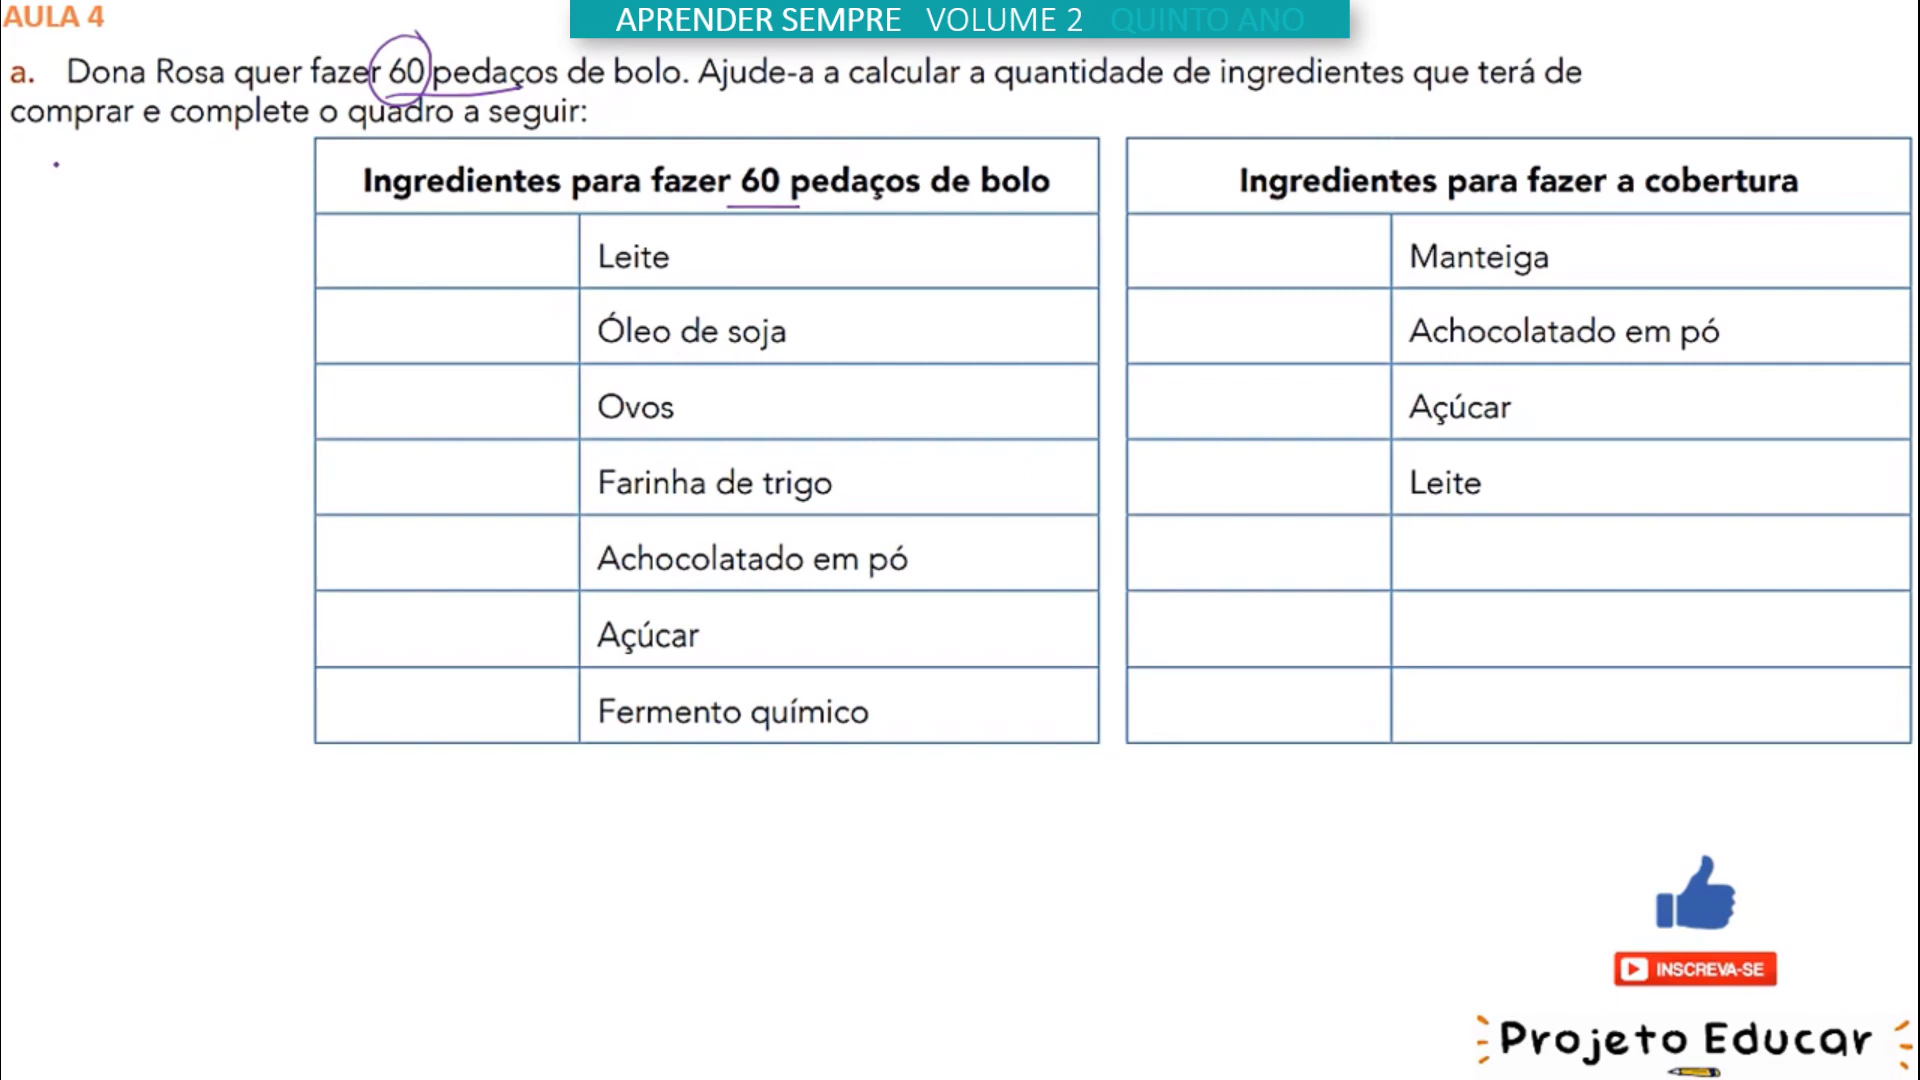 AULA 4
APRENDER SEMPRE VOLUME 2 QUINTO ANO
a. Dona Rosa quer fazer 60 pedaços de bolo. Ajude-a a calcular a quantidade de ingredientes que terá de
comprar e complete o quadro a seguir:
Ingredientes para fazer 60 pedaços de bolo
Leite
Óleo de soja
Ovos
Farinha de trigo
Achocolatado em pó
Açúcar
Fermento químico
Ingredientes para fazer a cobertura
Manteiga
Achocolatado em pó
Açúcar
Leite
INSCREVA-SE
Projeto Educar